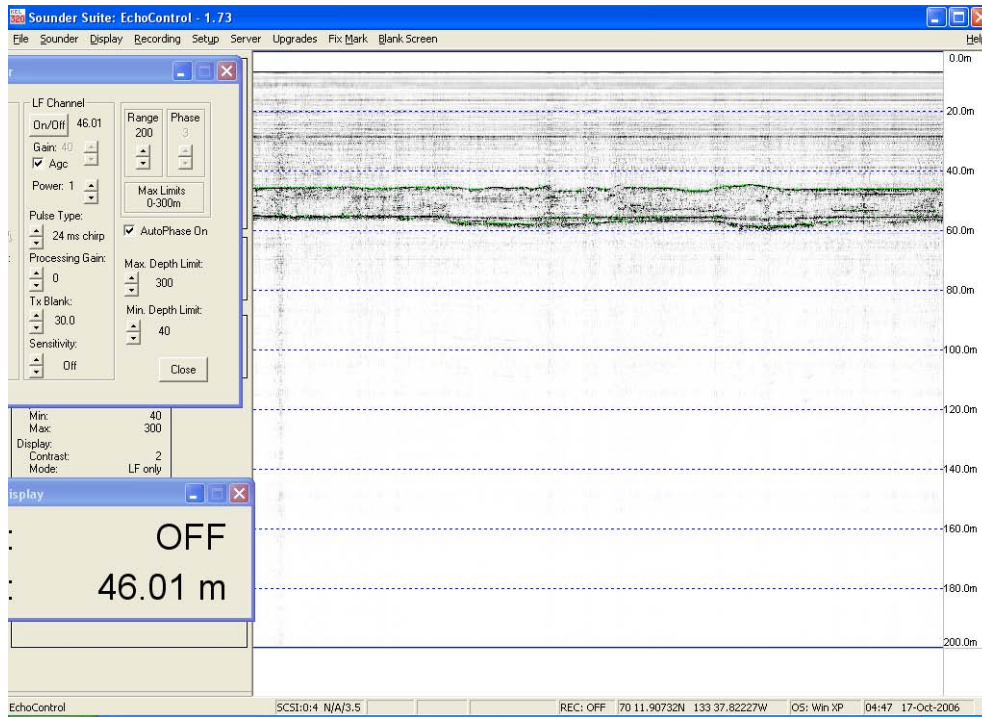 KEL 320 Sounder Suite: EchoControl - 1.73
File Sounder Display Recording Setup Server Upgrades Fix Mark Blank Screen Help
LF Channel
On/Off 46.01
Gain: 40
Agc
Power: 1
Pulse Type:
24 ms chirp
Processing Gain:
0
Tx Blank:
30.0
Sensitivity:
Off
Range Phase
200 3
Max Limits
0-300m
AutoPhase On
Max. Depth Limit:
300
Min. Depth Limit:
40
Close
Min: 40
Max: 300
Display:
Contrast: 2
Mode: LF only
isplay
: OFF
: 46.01 m
0.0m
20.0m
40.0m
60.0m
80.0m
100.0m
120.0m
140.0m
160.0m
180.0m
200.0m
EchoControl SCSI:0:4 N/A/3.5 REC: OFF 70 11.90732N 133 37.82227W OS: Win XP 04:47 17-Oct-2006